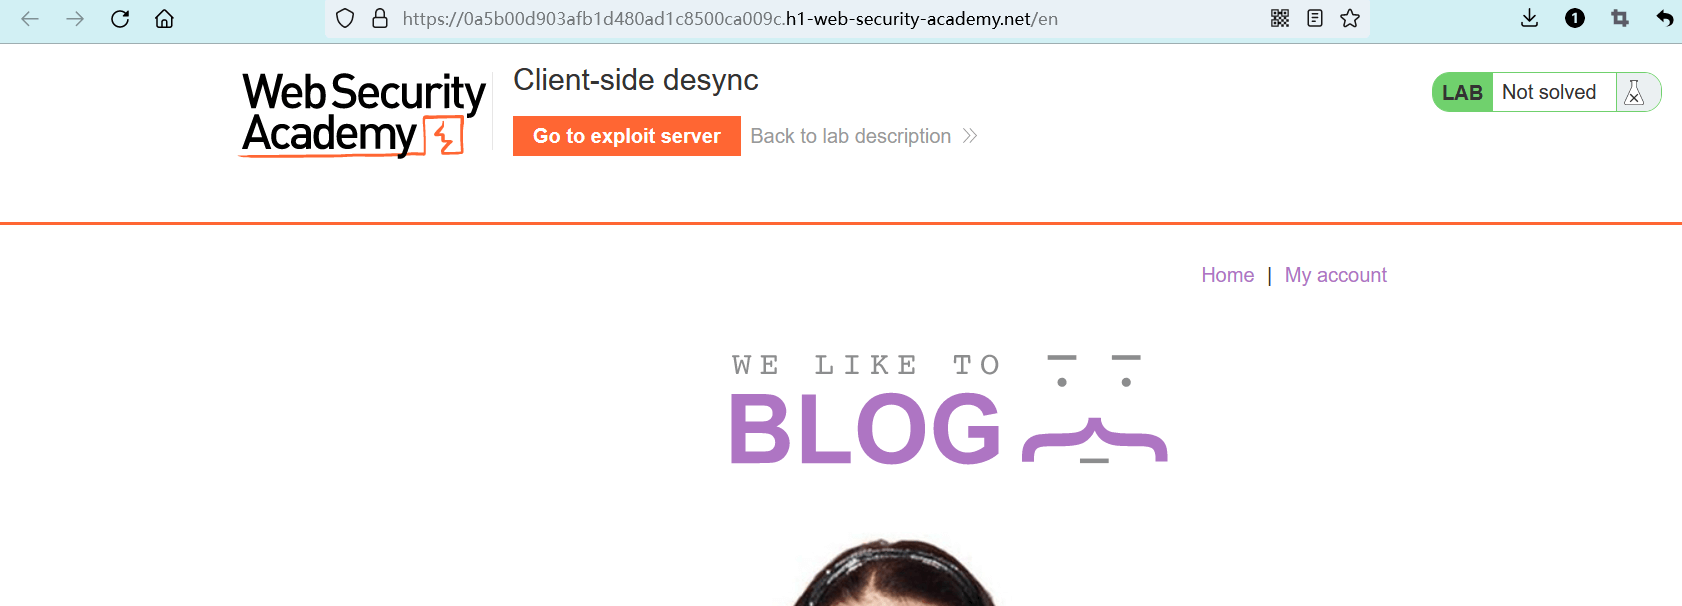 https://0a5b00d903afb1d480ad1c8500ca009c.h1-web-security-academy.net/en
1
Web Security
Academy
Client-side desync
Go to exploit server
Back to lab description
LAB Not solved
Home | My account
WE LIKE TO
BLOG